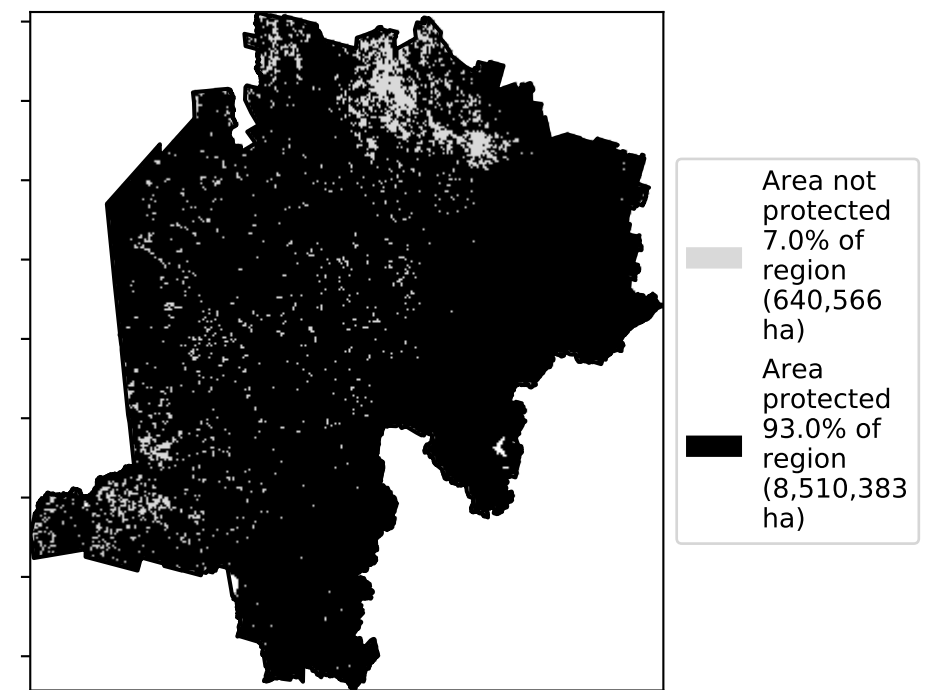 Area not
protected
7.0% of
region
(640,566
ha)
Area
protected
93.0% of
region
(8,510,383
ha)